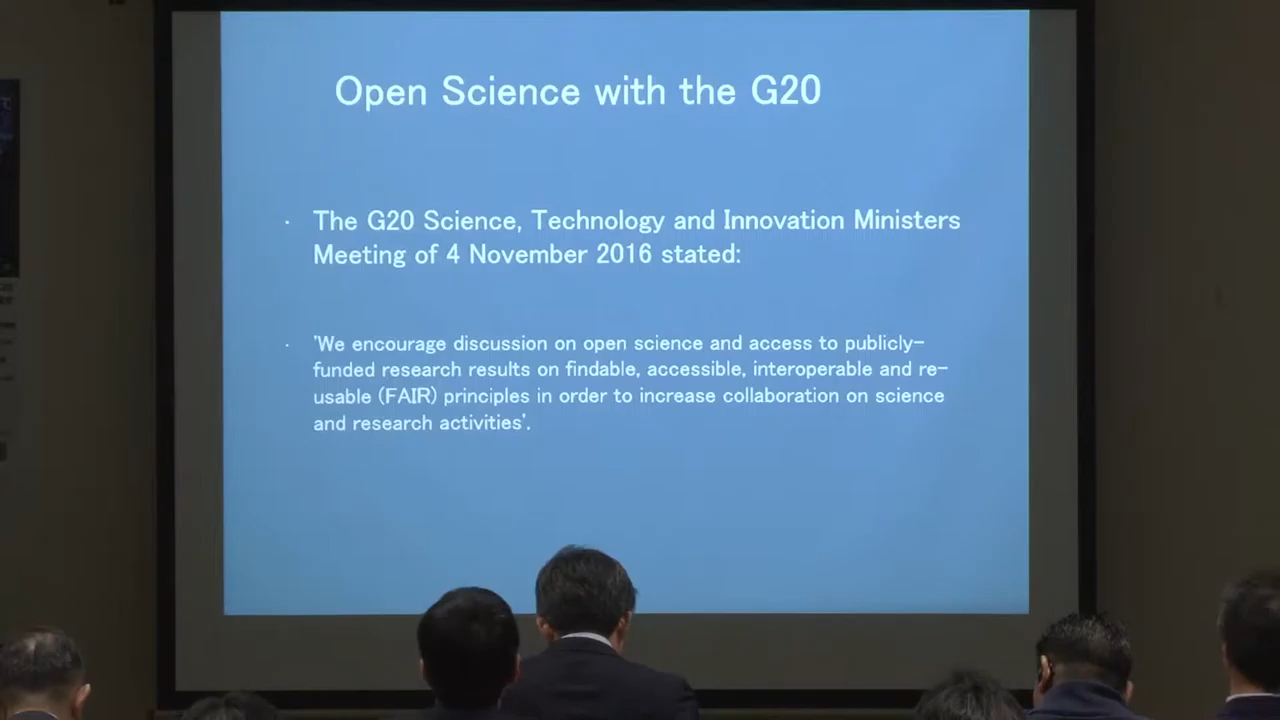 Open Science with the G20
· The G20 Science, Technology and Innovation Ministers
Meeting of 4 November 2016 stated:
· 'We encourage discussion on open science and access to publicly-
funded research results on findable, accessible, interoperable and re-
usable (FAIR) principles in order to increase collaboration on science
and research activities'.